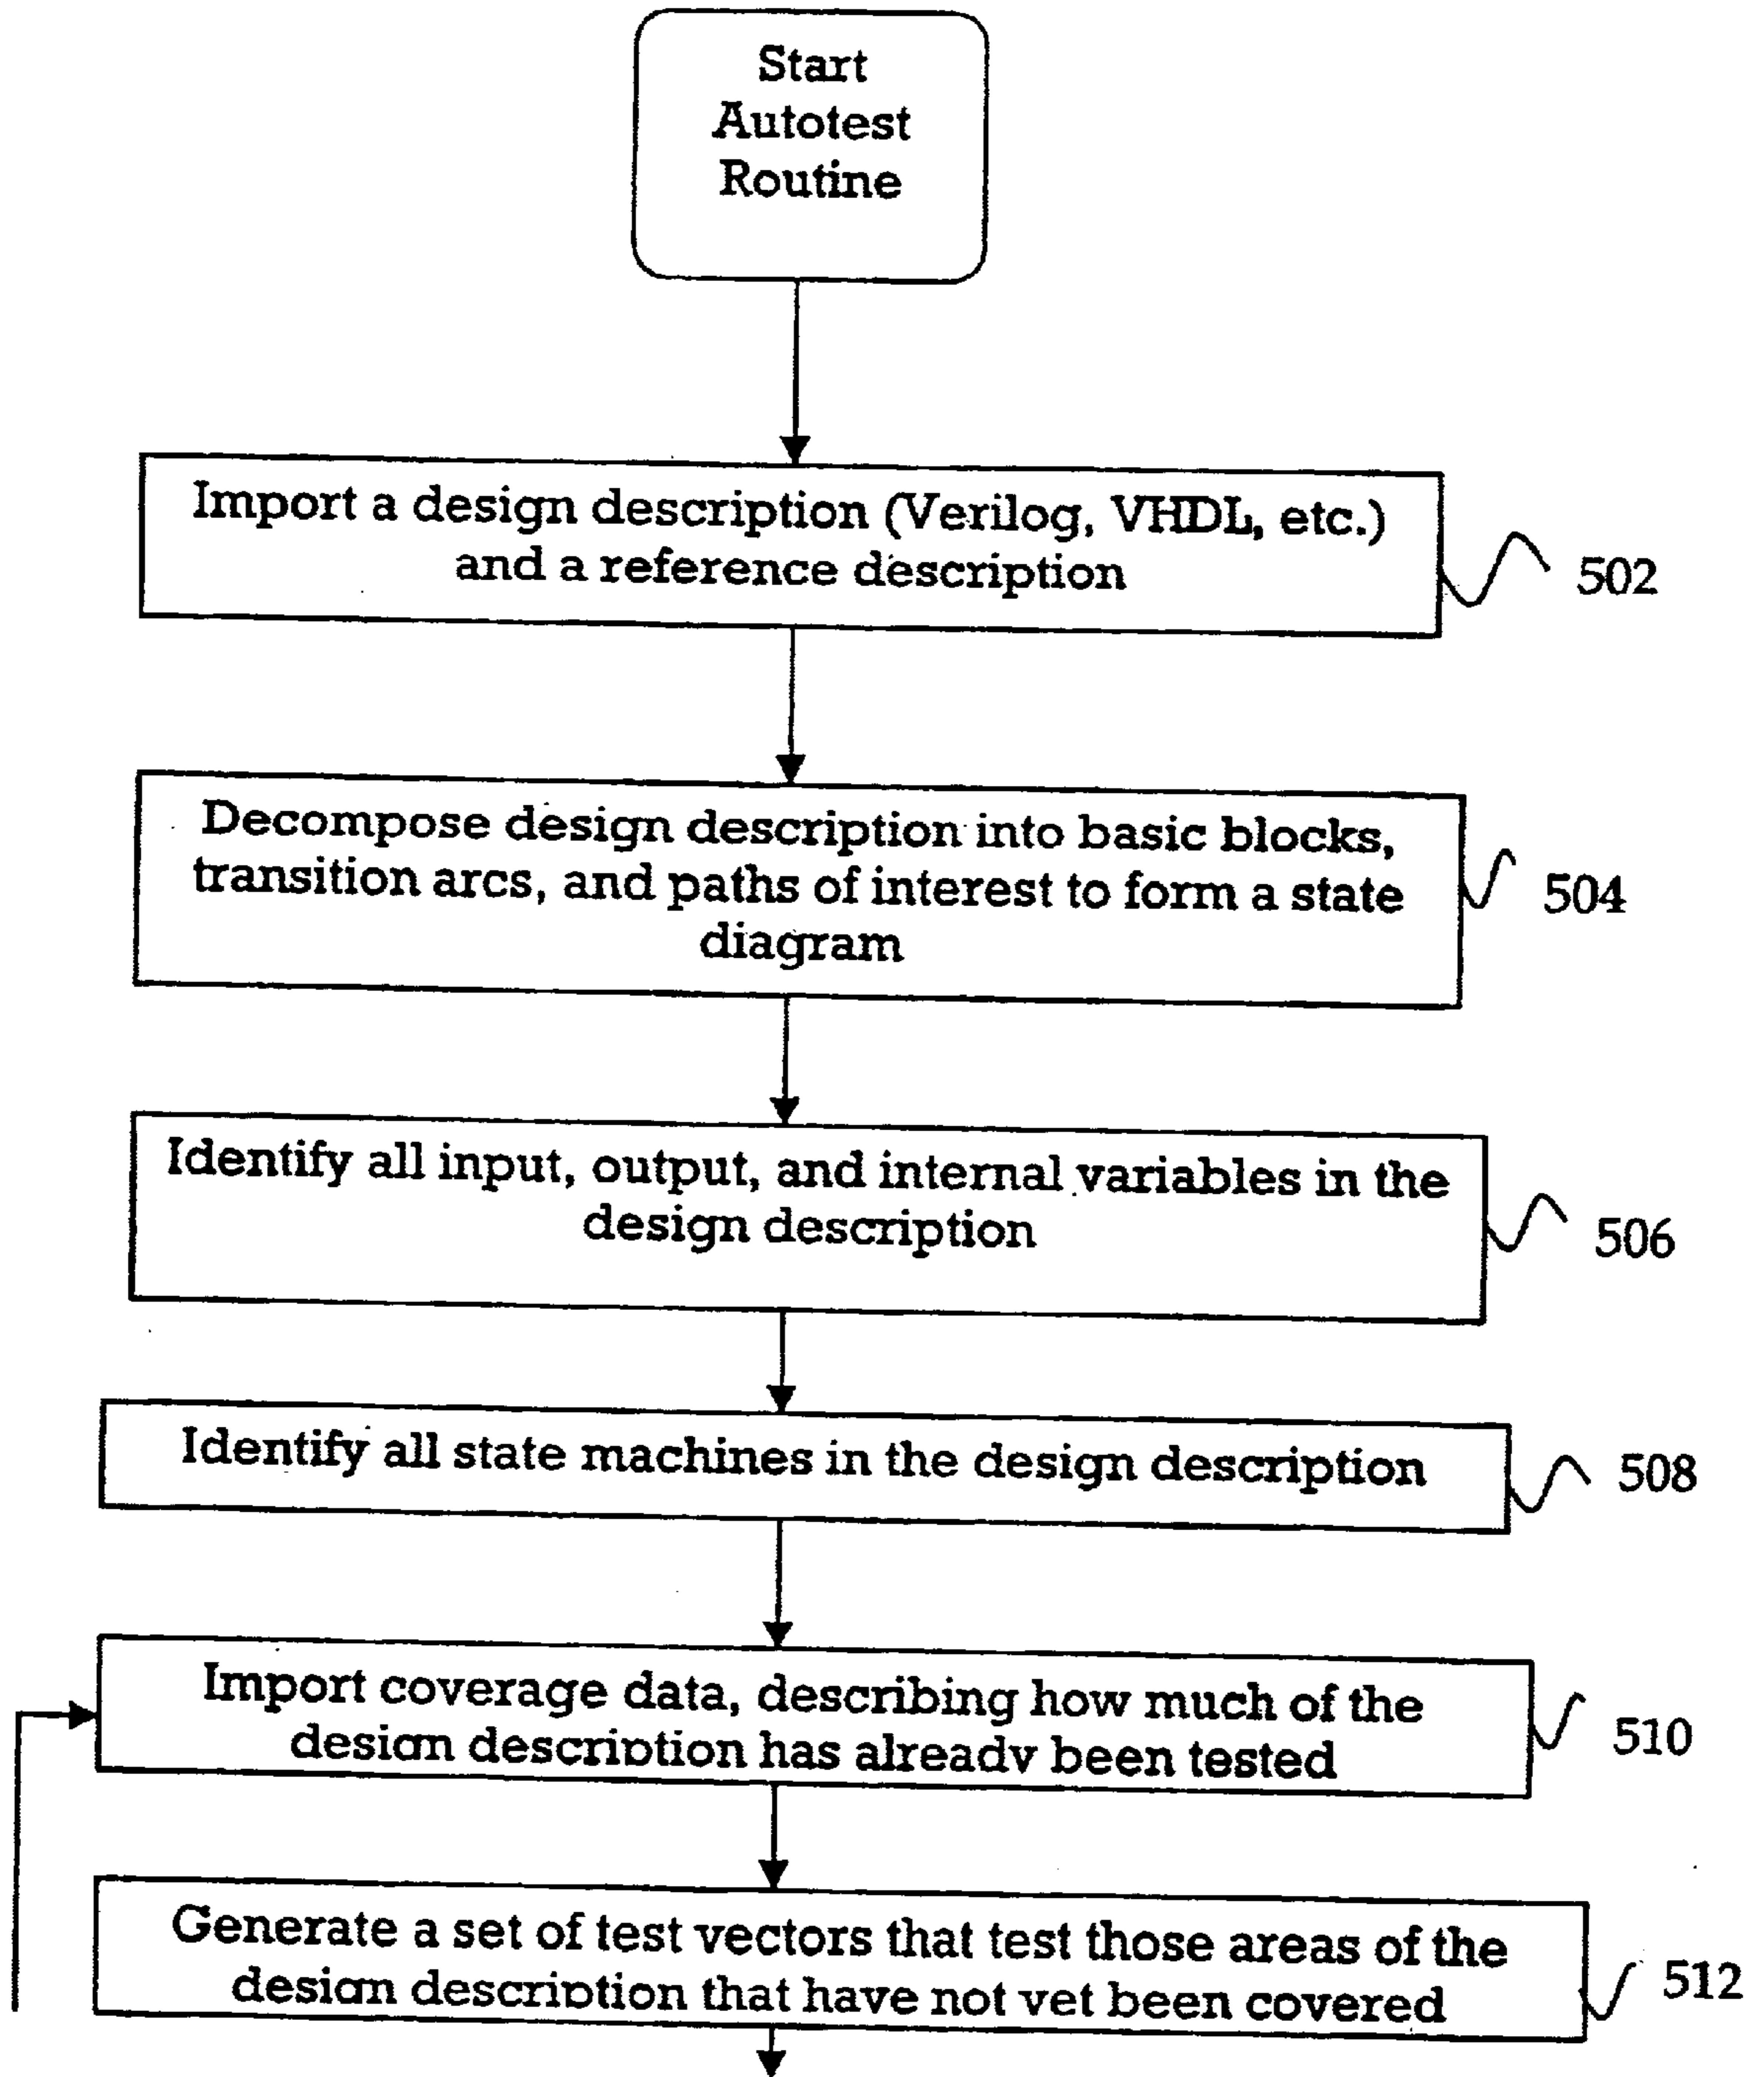 Start
Autotest
Routine
Import a design description (Verilog, VHDL, etc.)
and a reference description
502
Decompose design description into basic blocks,
transition arcs, and paths of interest to form a state
diagram
504
Identify all input, output, and internal variables in the
design description
506
Identify all state machines in the design description
508
Import coverage data, describing how much of the
design description has already been tested
510
Generate a set of test vectors that test those areas of the
design description that have not yet been covered
512